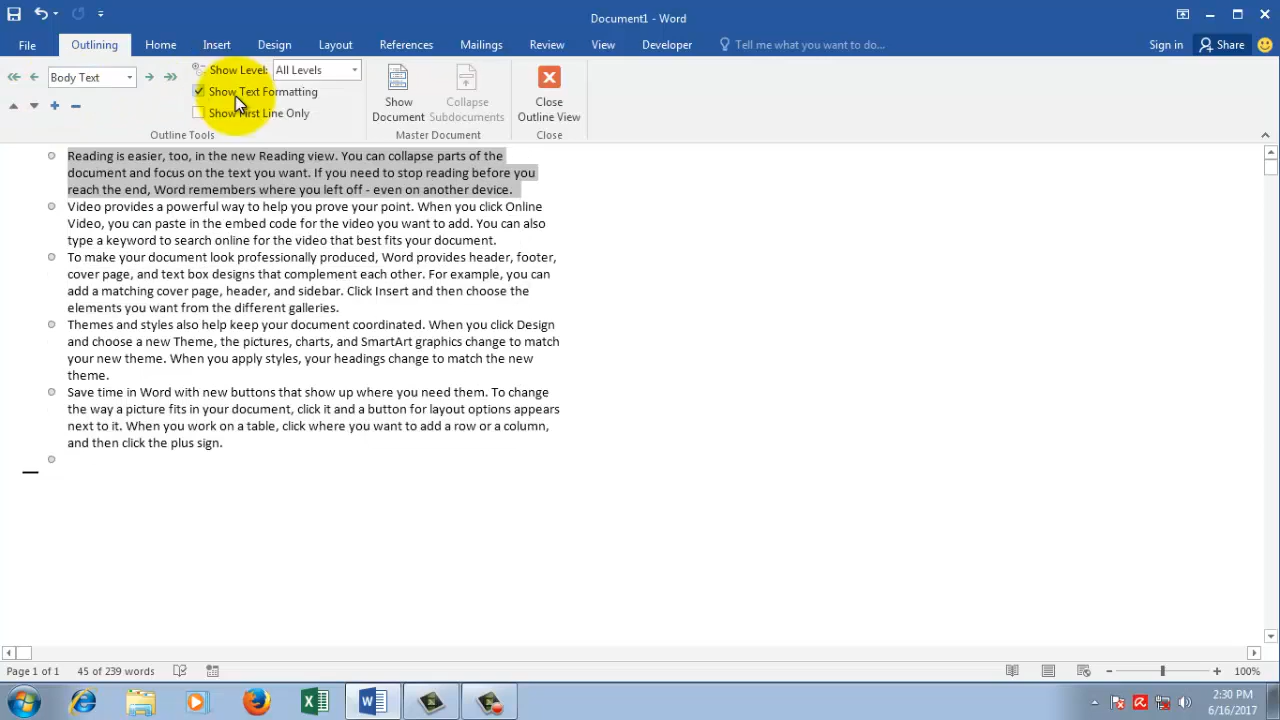 Document1 - Word
File
Outlining
Home
Insert
Design
Layout
References
Mailings
Review
View
Developer
Tell me what you want to do...
Sign in
Share
Body Text
Show Level:
All Levels
Show Text Formatting
Show First Line Only
Outline Tools
Show
Document
Collapse
Subdocuments
Master Document
Close
Outline View
Close
Reading is easier, too, in the new Reading view. You can collapse parts of the
document and focus on the text you want. If you need to stop reading before you
reach the end, Word remembers where you left off - even on another device.
Video provides a powerful way to help you prove your point. When you click Online
Video, you can paste in the embed code for the video you want to add. You can also
type a keyword to search online for the video that best fits your document.
To make your document look professionally produced, Word provides header, footer,
cover page, and text box designs that complement each other. For example, you can
add a matching cover page, header, and sidebar. Click Insert and then choose the
elements you want from the different galleries.
Themes and styles also help keep your document coordinated. When you click Design
and choose a new Theme, the pictures, charts, and SmartArt graphics change to match
your new theme. When you apply styles, your headings change to match the new
theme.
Save time in Word with new buttons that show up where you need them. To change
the way a picture fits in your document, click it and a button for layout options appears
next to it. When you work on a table, click where you want to add a row or a column,
and then click the plus sign.
Page 1 of 1
45 of 239 words
100%
2:30 PM
6/16/2017